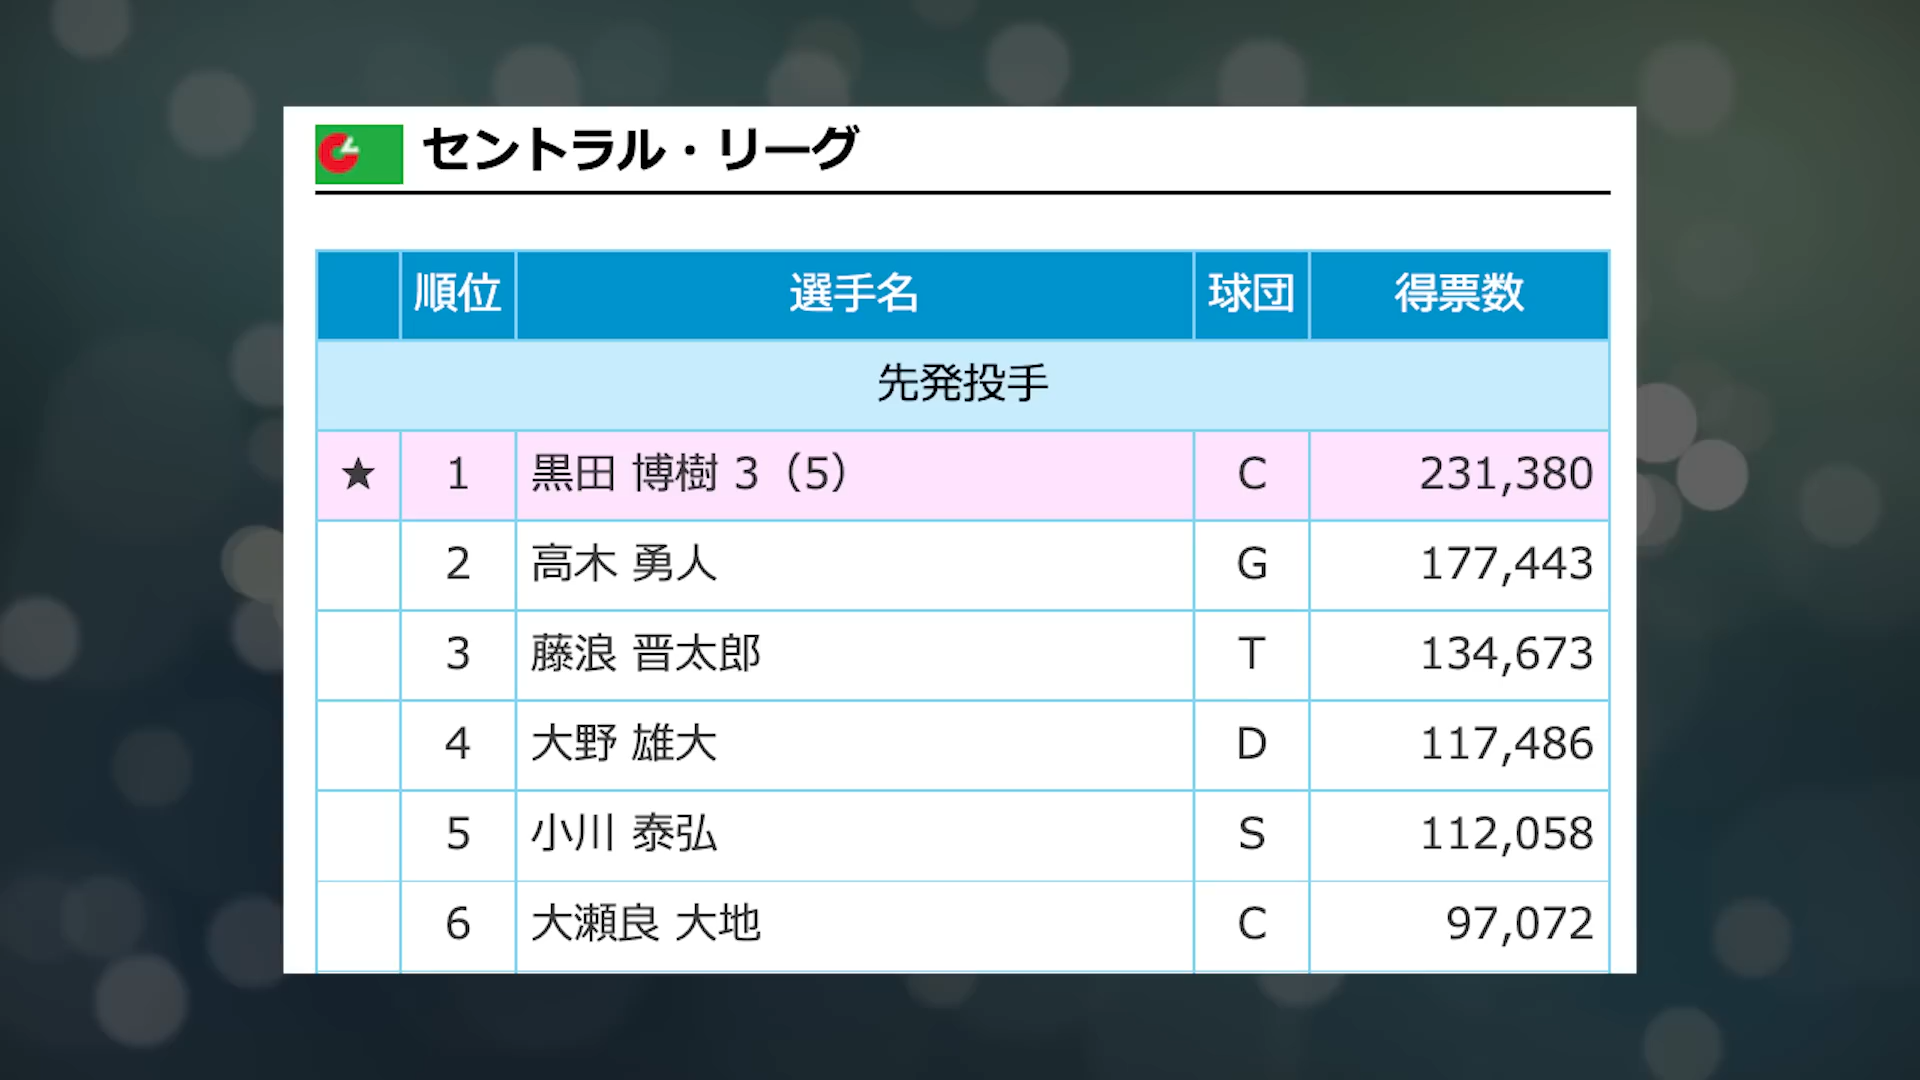 セントラル・リーグ
順位 選手名 球団 得票数
先発投手
★ 1 黒田 博樹 3（5） C 231,380
2 高木 勇人 G 177,443
3 藤浪 晋太郎 T 134,673
4 大野 雄大 D 117,486
5 小川 泰弘 S 112,058
6 大瀬良 大地 C 97,072